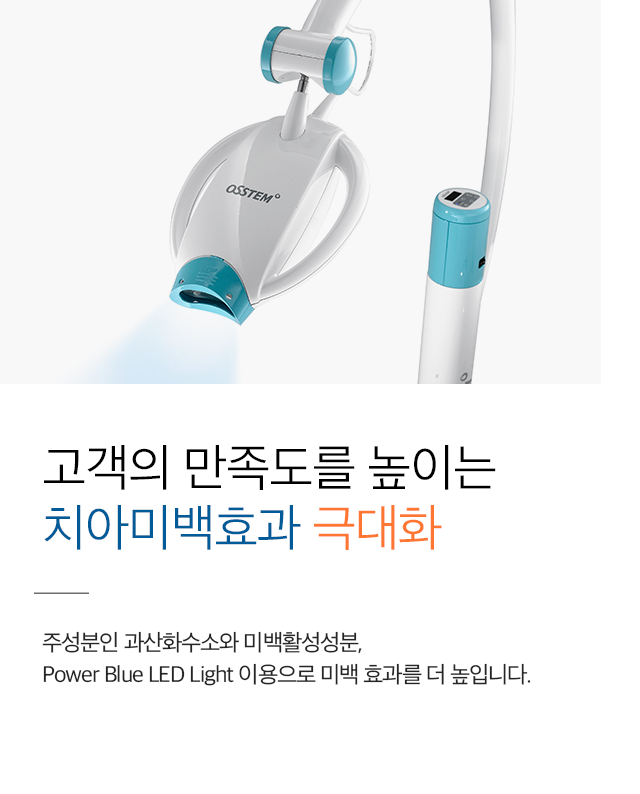 OSSTEM
고객의 만족도를 높이는
치아미백효과 극대화
주성분인 과산화수소와 미백활성성분,
Power Blue LED Light 이용으로 미백 효과를 더 높입니다.